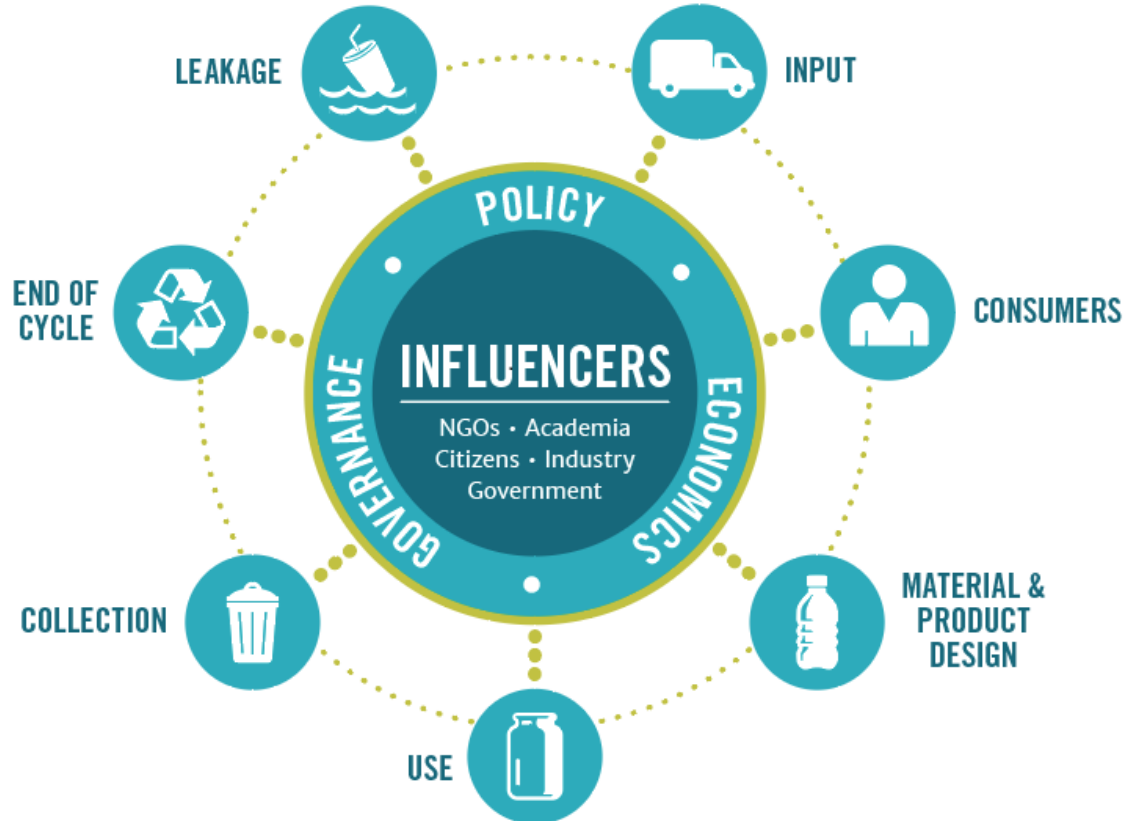 LEAKAGE
INPUT
POLICY
END OF
CYCLE
CONSUMERS
INFLUENCERS
NGOs • Academia
Citizens • Industry
Government
GOVERNANCE
ECONOMICS
COLLECTION
MATERIAL &
PRODUCT
DESIGN
USE